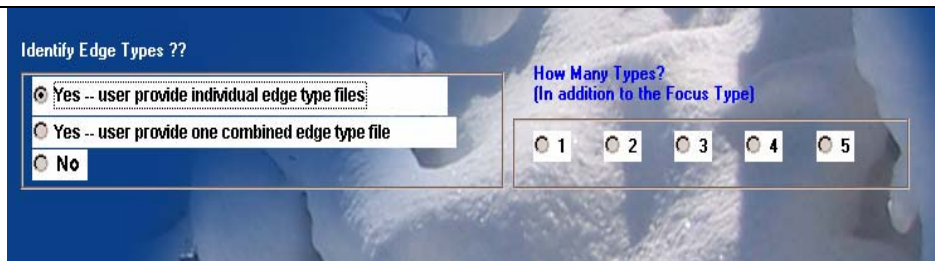 Identify Edge Types ??
Yes -- user provide individual edge type files
Yes -- user provide one combined edge type file
No
How Many Types?
(In addition to the Focus Type)
1 2 3 4 5